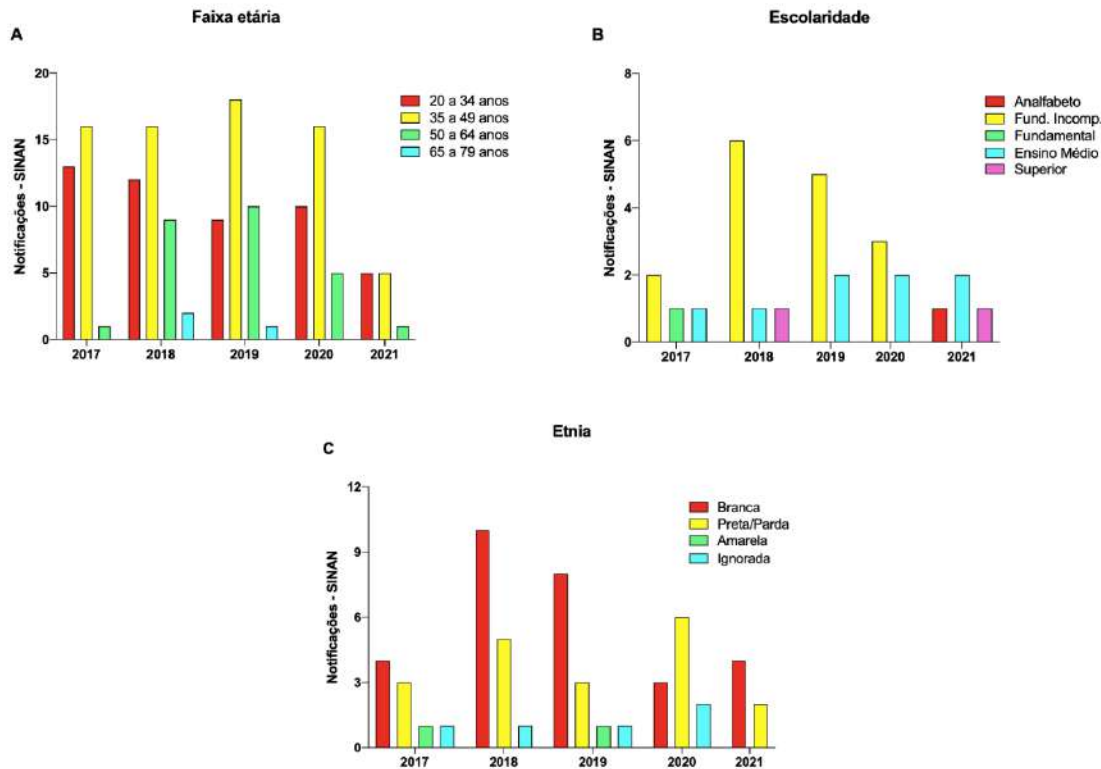 Faixa etária
A
Notificações - SINAN
20
15
10
5
0
2017
2018
2019
2020
2021
20 a 34 anos
35 a 49 anos
50 a 64 anos
65 a 79 anos
Escolaridade
B
Notificações - SINAN
8
6
4
2
0
2017
2018
2019
2020
2021
Analfabeto
Fund. Incomp.
Fundamental
Ensino Médio
Superior
Etnia
C
Notificações - SINAN
12
9
6
3
0
2017
2018
2019
2020
2021
Branca
Preta/Parda
Amarela
Ignorada